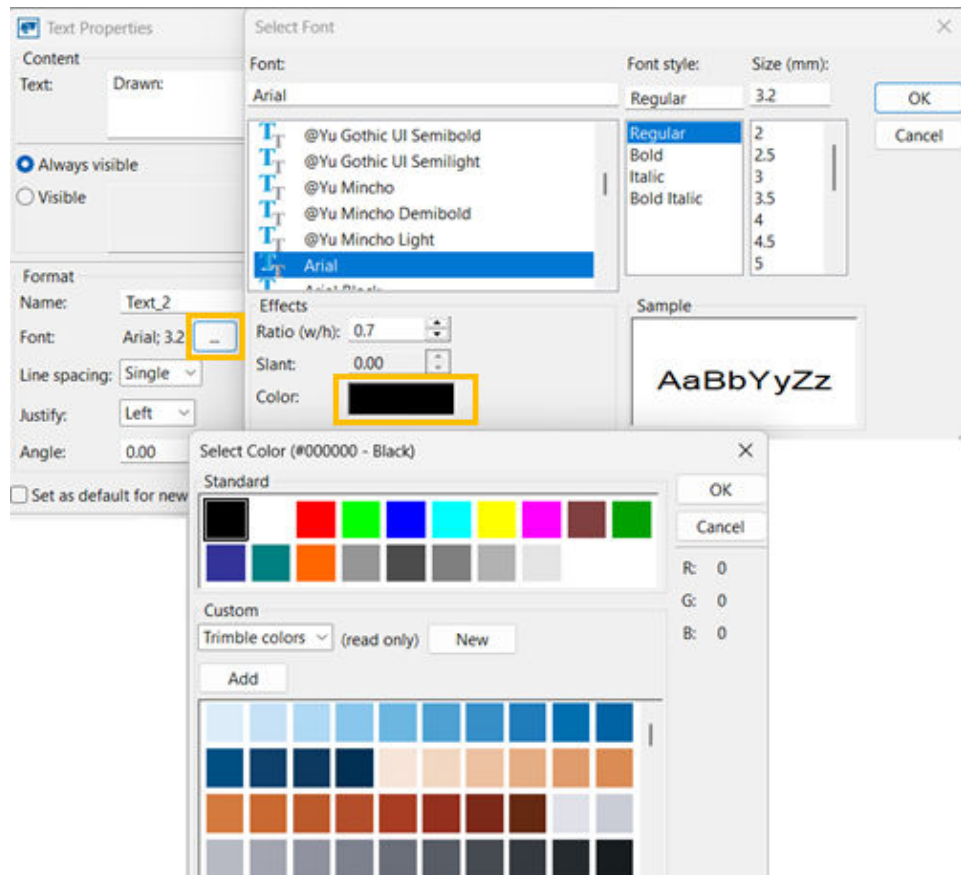 Text Properties
Content
Text:
Drawn:
Always visible
Visible
Format
Name:
Text_2
Font:
Arial; 3.2
...
Line spacing:
Single
Justify:
Left
Angle:
0.00
Set as default for new
Select Font
Font:
Arial
@Yu Gothic UI Semibold
@Yu Gothic UI Semilight
@Yu Mincho
@Yu Mincho Demibold
@Yu Mincho Light
Arial
Arial Black
Font style:
Regular
Regular
Bold
Italic
Bold Italic
Size (mm):
3.2
2
2.5
3
3.5
4
4.5
5
OK
Cancel
Effects
Ratio (w/h):
0.7
Slant:
0.00
Color:
Sample
AaBbYyZz
Select Color (#000000 - Black)
Standard
OK
Cancel
R: 0
G: 0
B: 0
Custom
Trimble colors
(read only)
New
Add